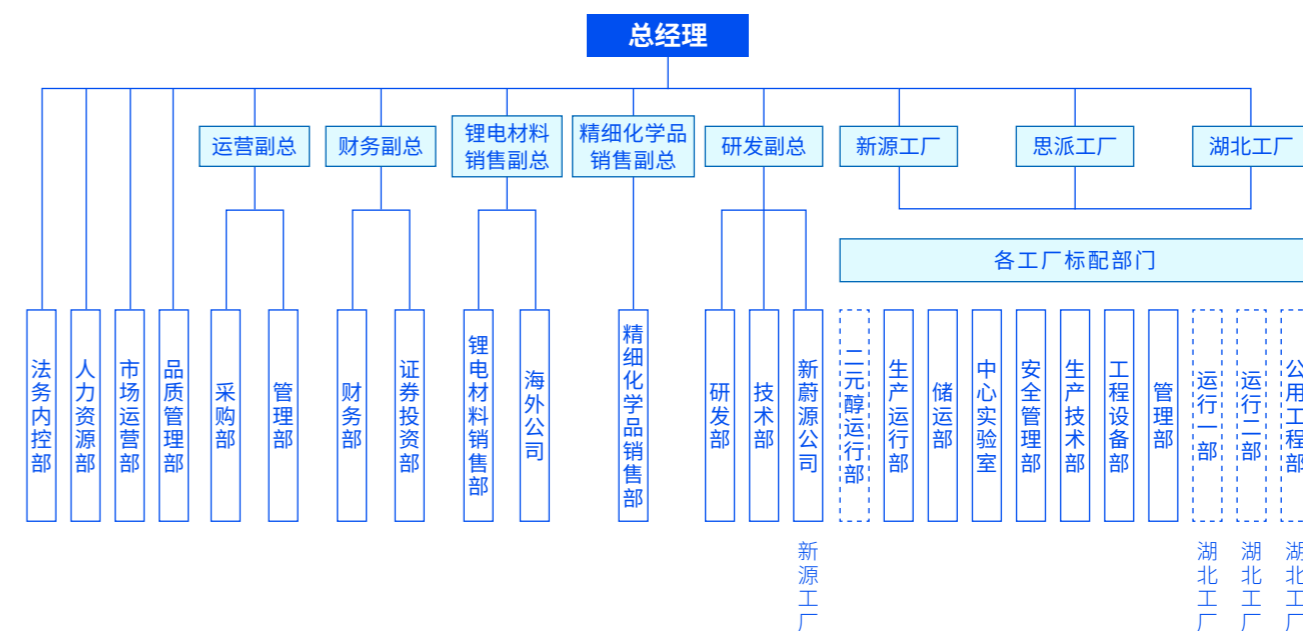 总经理
运营副总
财务副总
锂电材料
销售副总
精细化学品
销售副总
研发副总
新源工厂
思派工厂
湖北工厂
各工厂标配部门
法务内控部
人力资源部
市场运营部
品质管理部
采购部
管理部
财务部
证券投资部
锂电材料销售部
海外公司
精细化学品销售部
研发部
技术部
新蔚源公司
二元醇运行部
生产运行部
储运部
中心实验室
安全管理部
生产技术部
工程设备部
管理部
运行一部
运行二部
公用工程部
新源工厂
湖北工厂
湖北工厂
湖北工厂